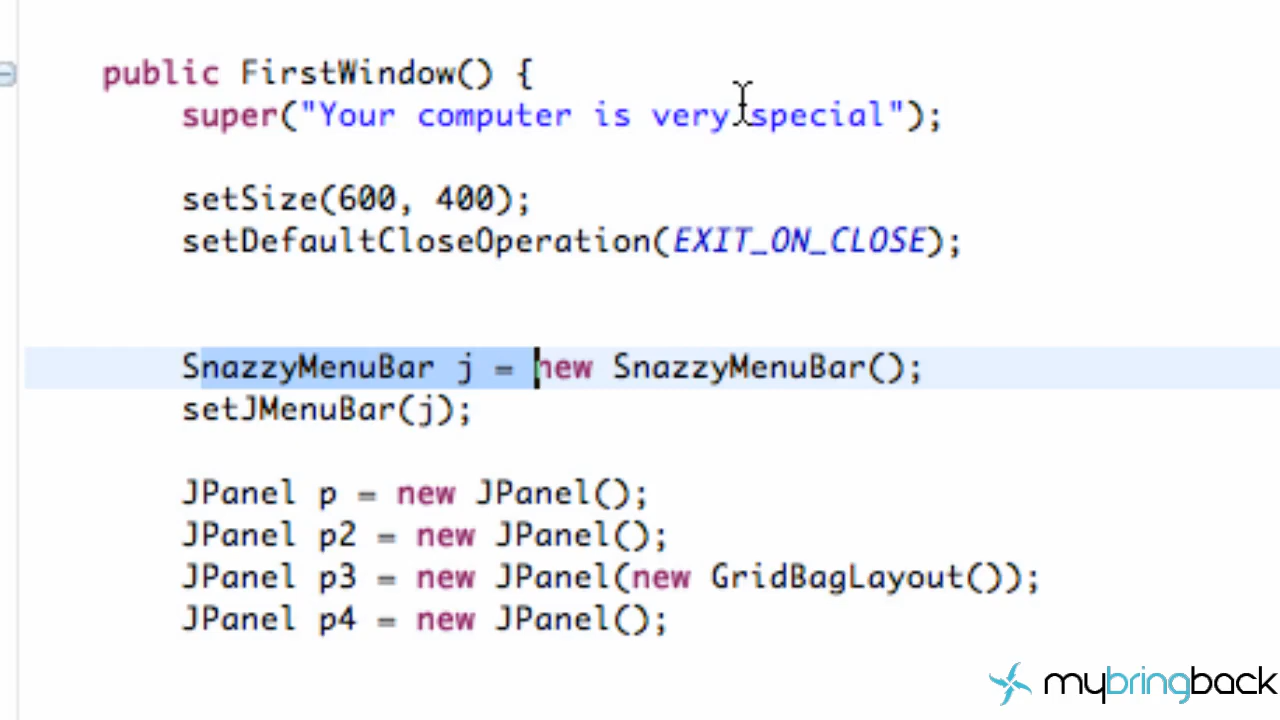 public FirstWindow() {
super("Your computer is very special");
setSize(600, 400);
setDefaultCloseOperation(EXIT_ON_CLOSE);
SnazzyMenuBar j = new SnazzyMenuBar();
setJMenuBar(j);
JPanel p = new JPanel();
JPanel p2 = new JPanel();
JPanel p3 = new JPanel(new GridBagLayout());
JPanel p4 = new JPanel();
mybringback